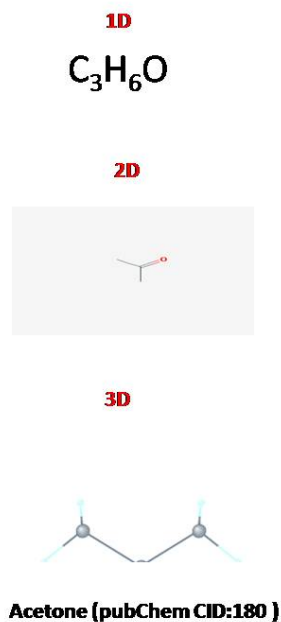 1D
C₃H₆O
2D
O
3D
Acetone (pubChem CID:180 )